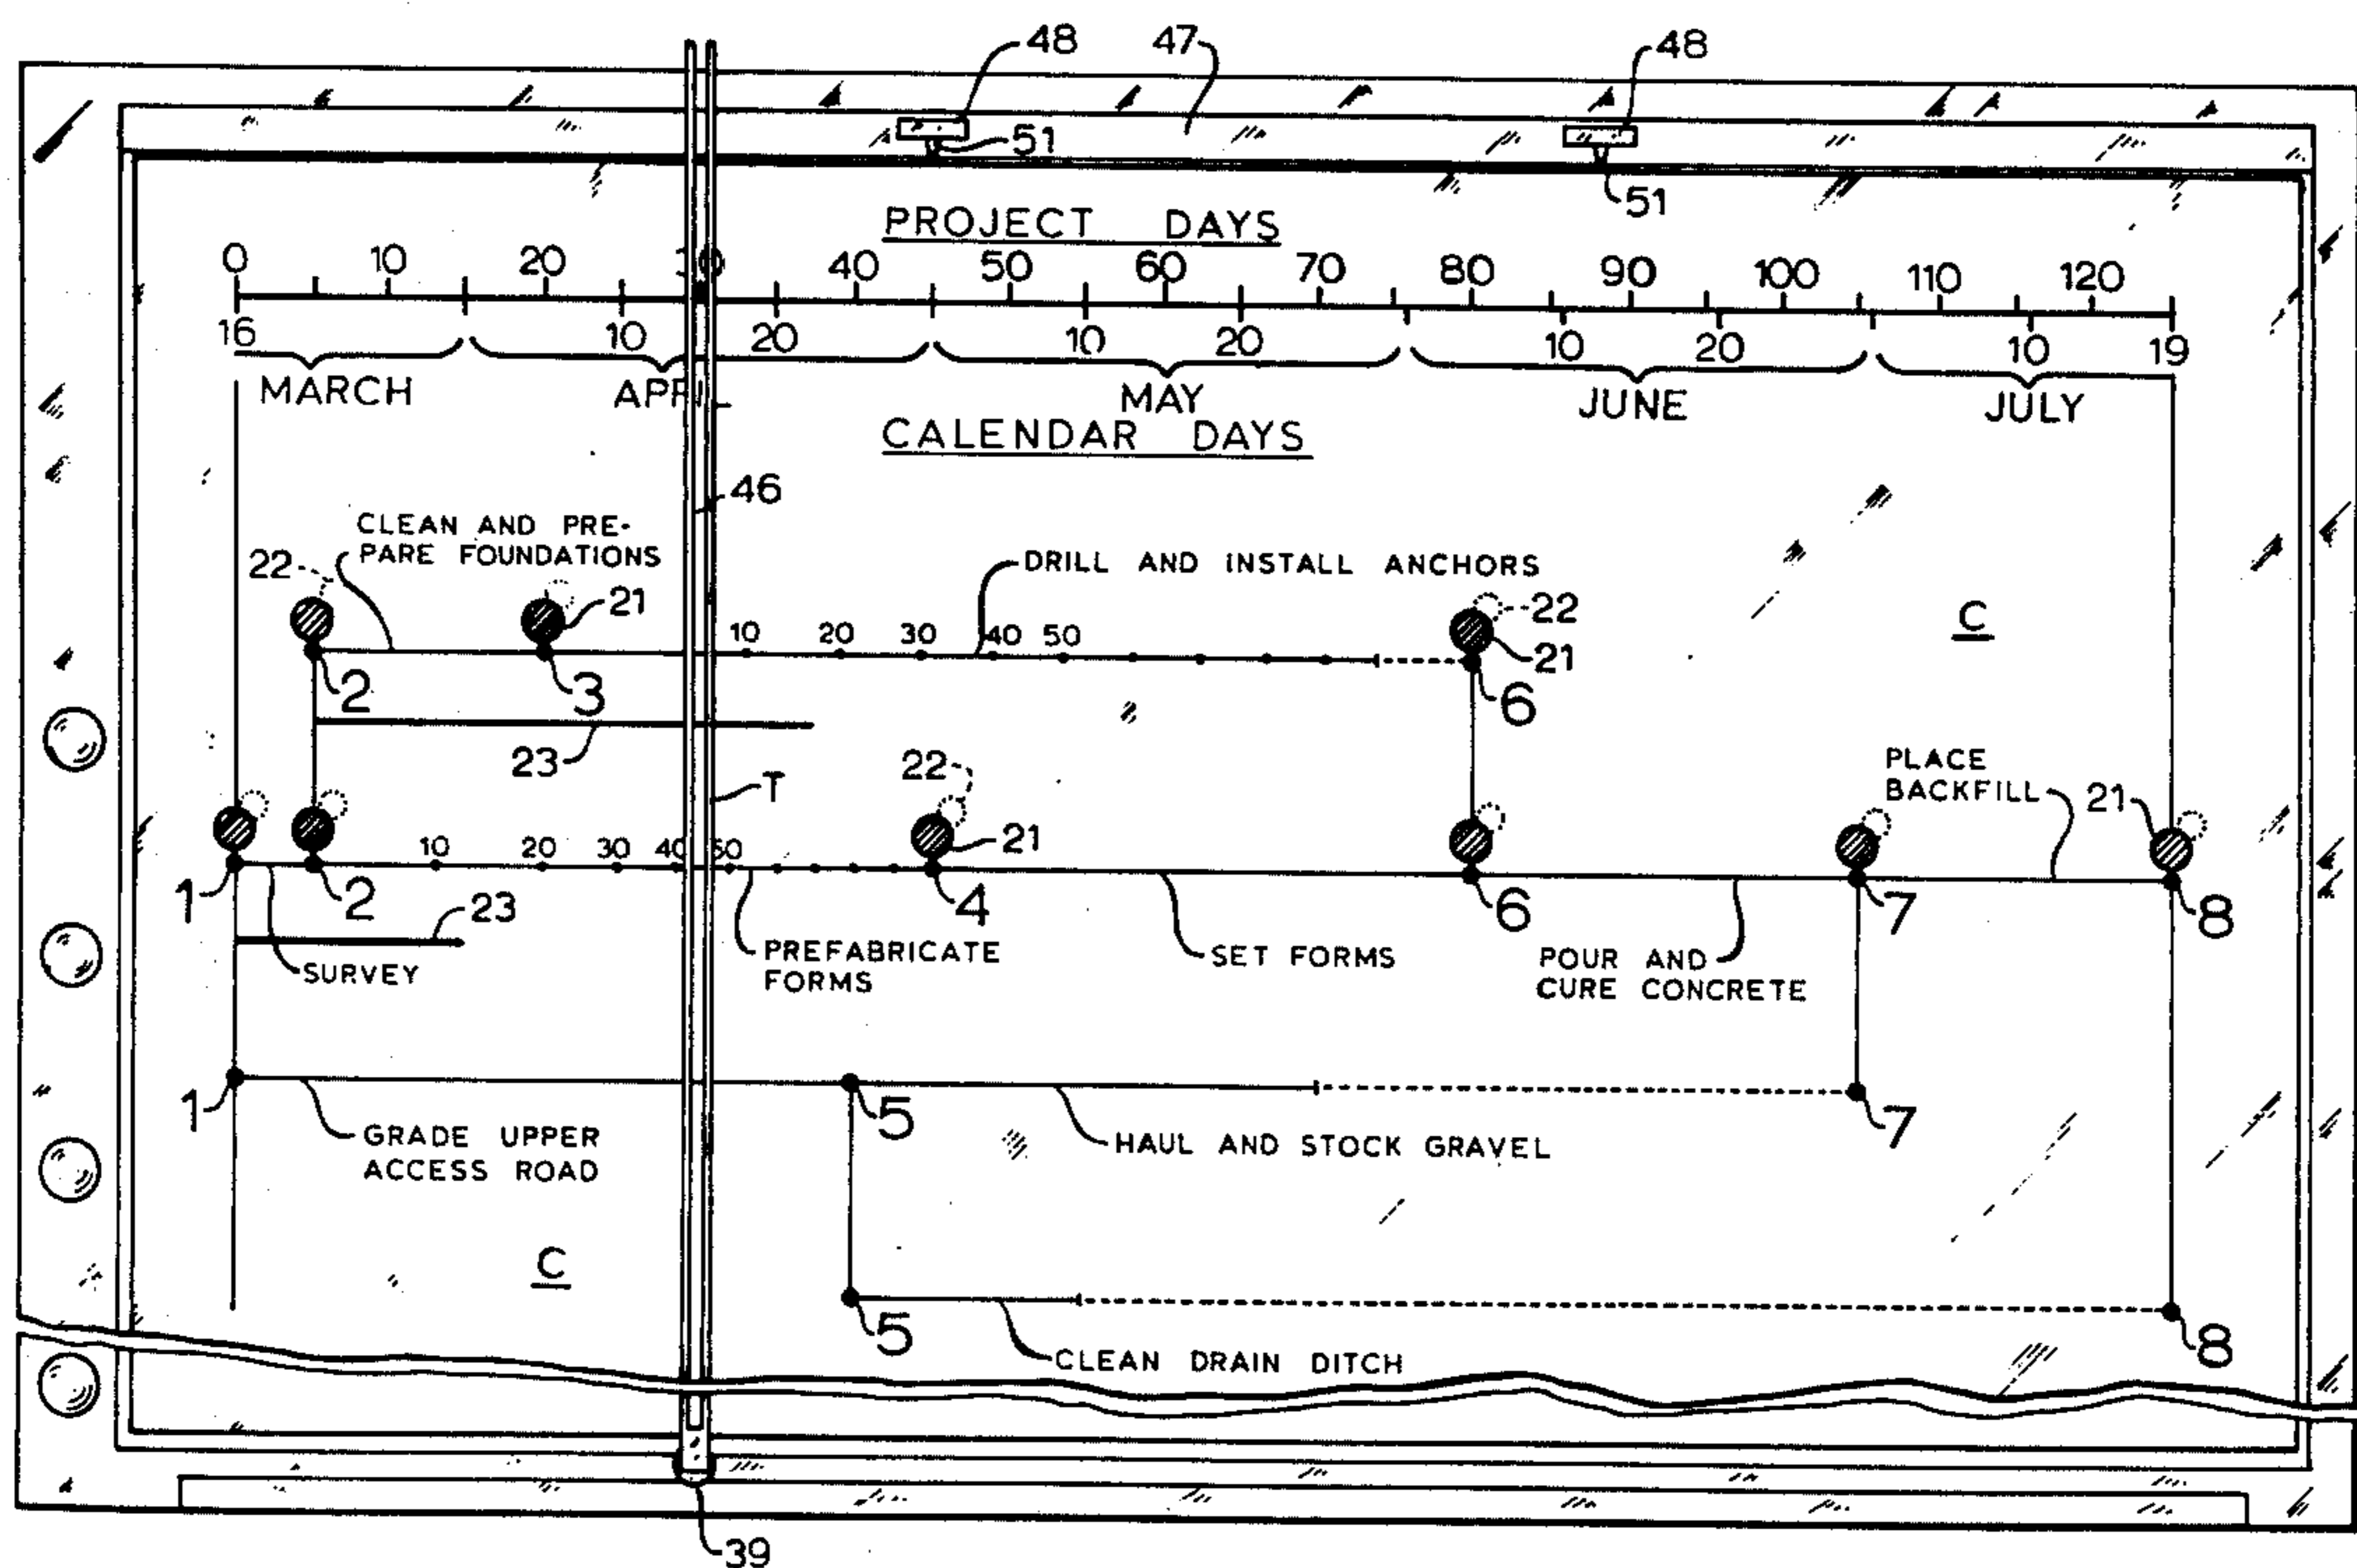 48 47 48
51
51
PROJECT DAYS
0 10 20 30 40 50 60 70 80 90 100 110 120
16 10 20 10 20 10 20 10 19
MARCH APR MAY JUNE JULY
CALENDAR DAYS
46
CLEAN AND PRE-
PARE FOUNDATIONS
22
21
DRILL AND INSTALL ANCHORS
22
21
C
10 20 30 40 50
2 3 6
23
22
T
PLACE
BACKFILL
21
21
10 20 30 40 50
1 2 4 6 7 8
23
SURVEY
PREFABRICATE
FORMS
SET FORMS
POUR AND
CURE CONCRETE
1 5 7
GRADE UPPER
ACCESS ROAD
HAUL AND STOCK GRAVEL
C
5 8
CLEAN DRAIN DITCH
39